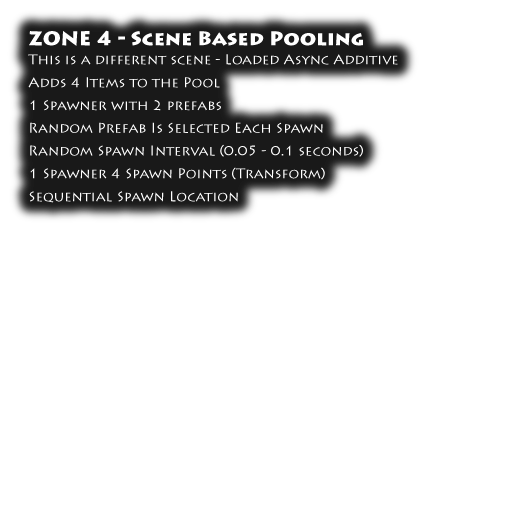 ZONE 4 - Scene Based Pooling
This is a different scene - Loaded Async Additive
Adds 4 Items to the Pool
1 Spawner with 2 prefabs
Random Prefab Is Selected Each Spawn
Random Spawn Interval (0.05 - 0.1 seconds)
1 Spawner 4 Spawn Points (Transform)
Sequential Spawn Location